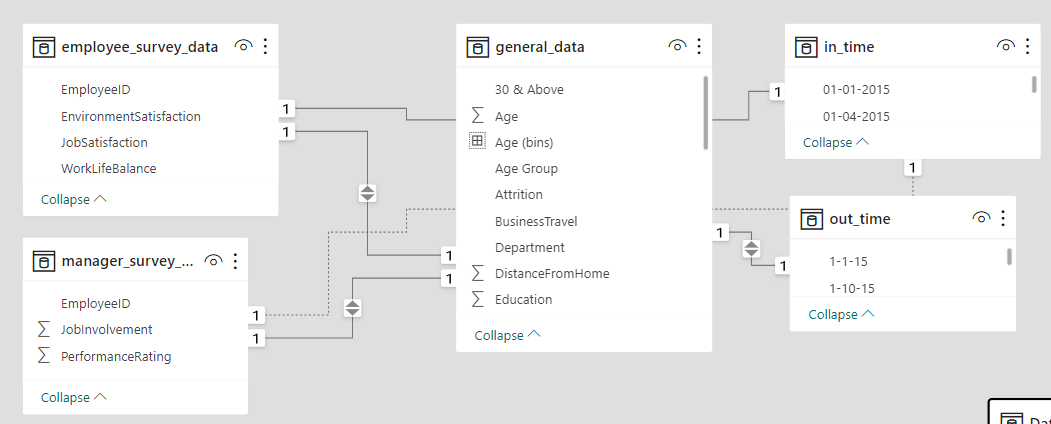 employee_survey_data
EmployeeID
EnvironmentSatisfaction
JobSatisfaction
WorkLifeBalance
Collapse
1
1
manager_survey_...
EmployeeID
JobInvolvement
PerformanceRating
Collapse
1
1
general_data
30 & Above
Age
Age (bins)
Age Group
Attrition
BusinessTravel
Department
DistanceFromHome
Education
Collapse
1
1
1
in_time
01-01-2015
01-04-2015
Collapse
1
1
out_time
1-1-15
1-10-15
Collapse
1